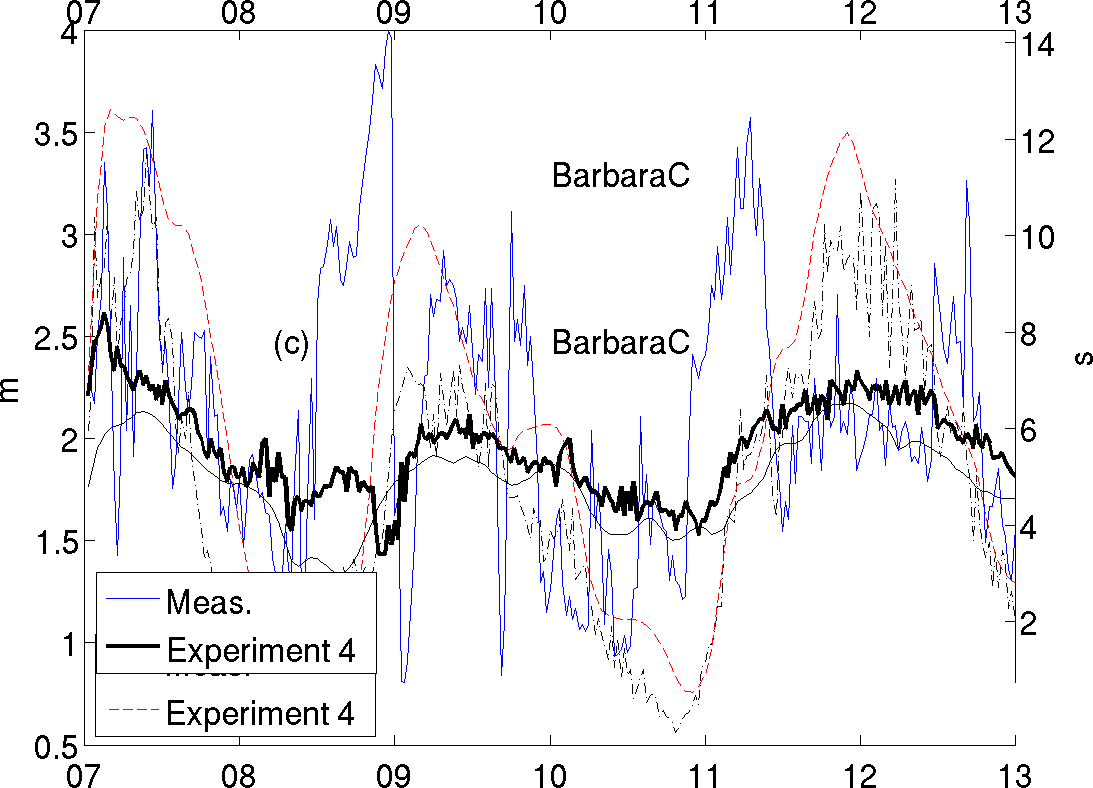 07 08 09 10 11 12 13
4 14
3.5 12
BarbaraC
3 10
2.5 (c) BarbaraC 8
m s
2 6
1.5 4
Meas.
1 Experiment 4 2
Experiment 4
0.5
07 08 09 10 11 12 13